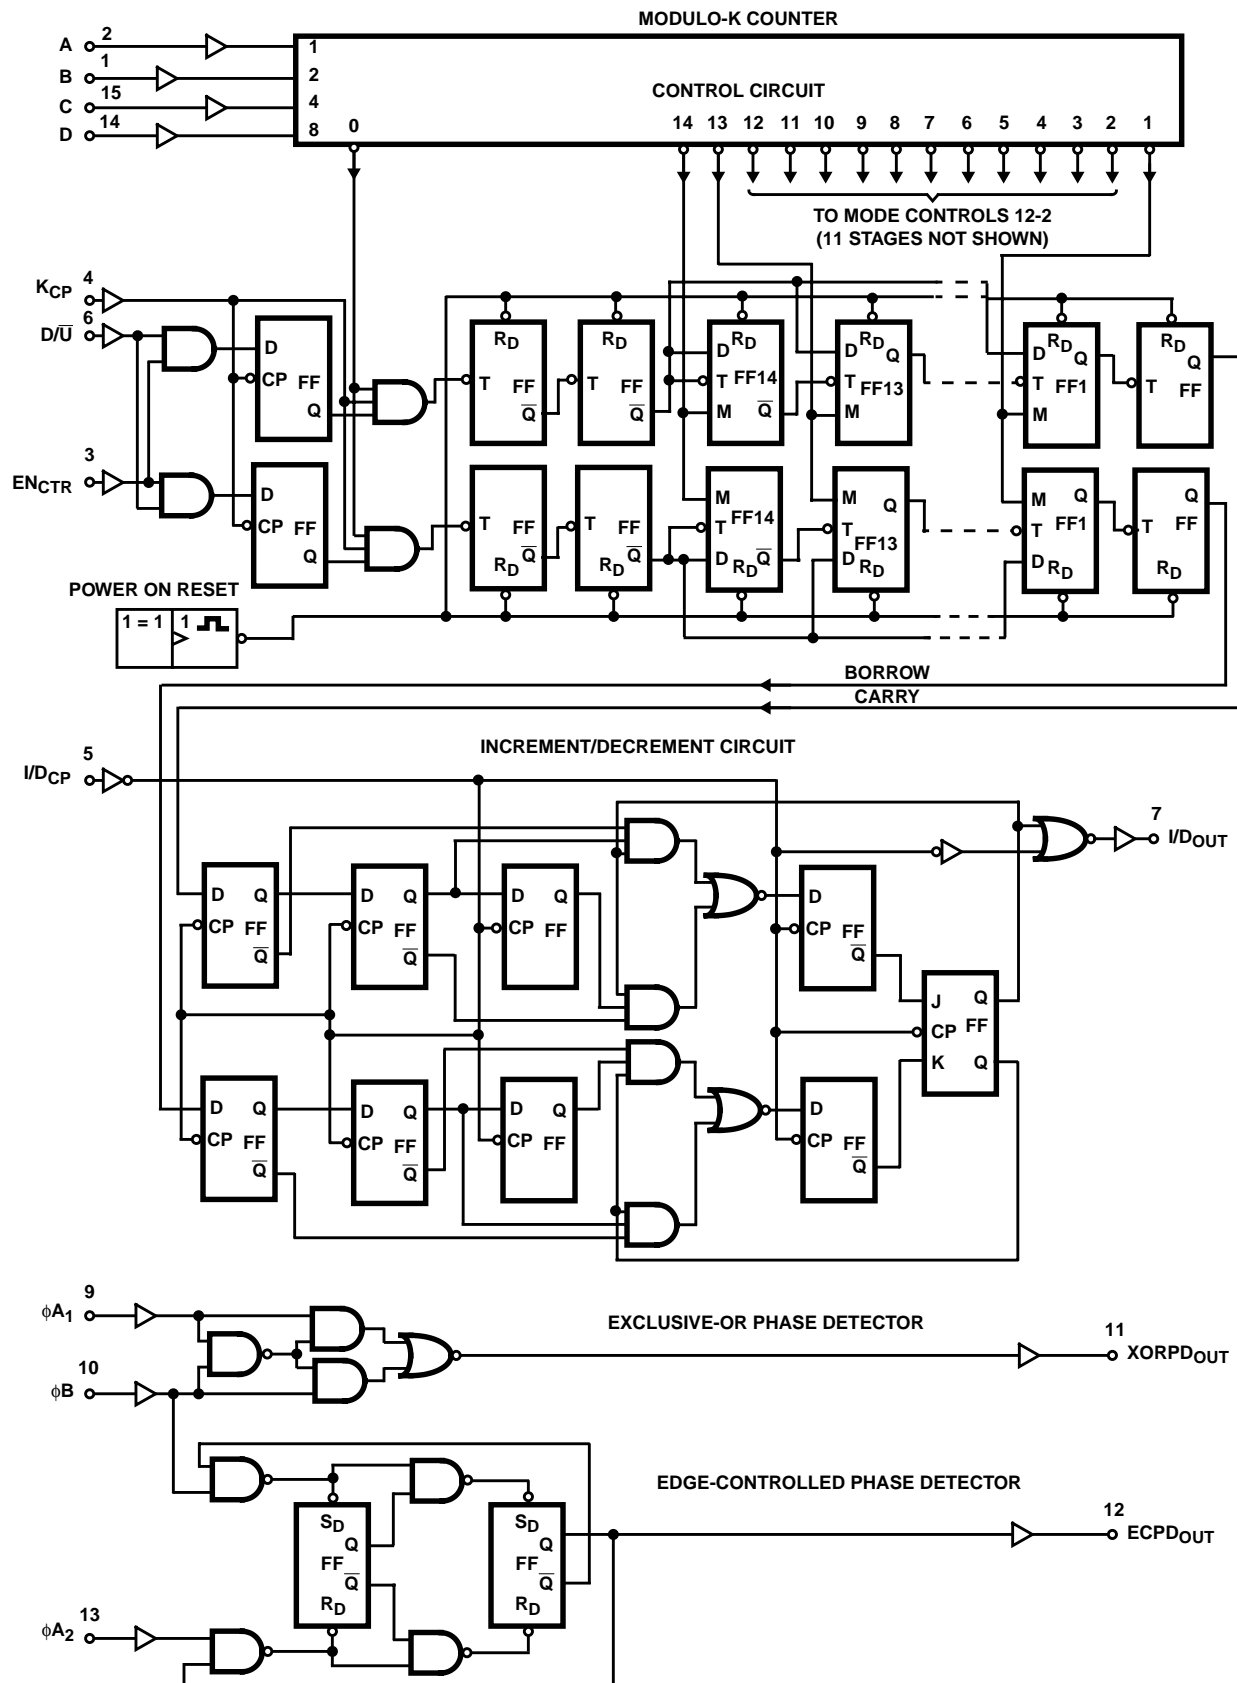 MODULO-K COUNTER
A 2 1
B 1 2
C 15 4
D 14 8
CONTROL CIRCUIT
0 14 13 12 11 10 9 8 7 6 5 4 3 2 1
TO MODE CONTROLS 12-2
(11 STAGES NOT SHOWN)
KCP 4
D/U̅ 6
D CP FF Q
RD T FF Q̅
RD T FF Q̅
RD D T FF14 M Q̅
RD D Q T FF13 M
RD D Q T FF1 M
RD Q T FF
ENCTR 3
D CP FF Q
T FF Q̅ RD
T FF Q̅ RD
M FF14 T D RD Q̅
M Q T FF13 D RD
M Q T FF1 D RD
Q T FF RD
POWER ON RESET
1 = 1 1
BORROW
CARRY
INCREMENT/DECREMENT CIRCUIT
I/DCP 5
7 I/DOUT
D Q CP FF Q̅
D Q CP FF Q̅
D Q CP FF
D CP FF Q̅
J Q CP FF K Q
D Q CP FF Q̅
D Q CP FF Q̅
D Q CP FF
D CP FF Q̅
ϕA1 9
EXCLUSIVE-OR PHASE DETECTOR
11 XORPDOUT
ϕB 10
EDGE-CONTROLLED PHASE DETECTOR
12 ECPDOUT
SD Q FF Q̅ RD
SD Q FF Q̅ RD
ϕA2 13